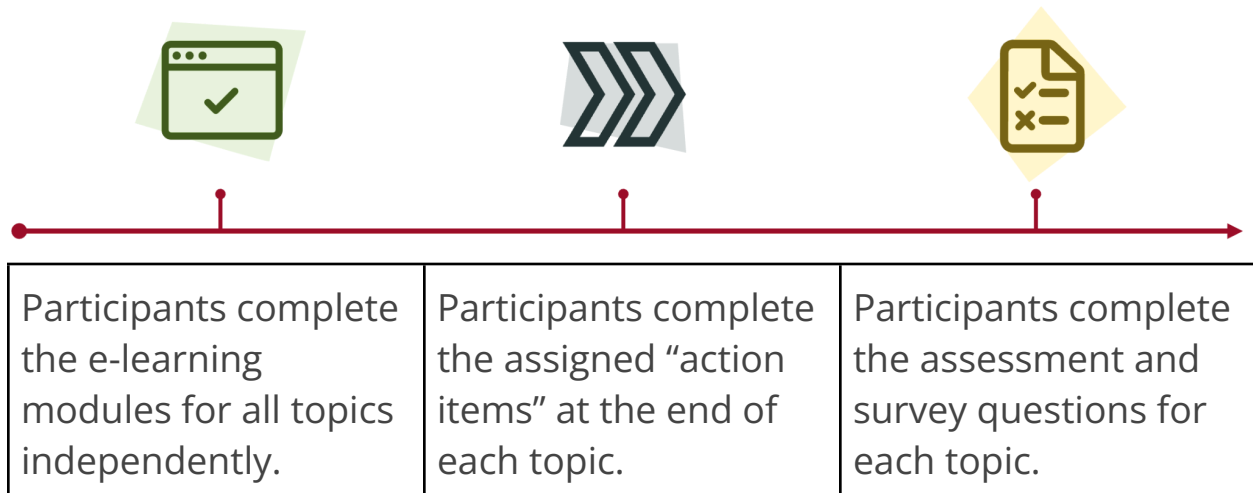 Participants complete
the e-learning
modules for all topics
independently.
Participants complete
the assigned “action
items” at the end of
each topic.
Participants complete
the assessment and
survey questions for
each topic.